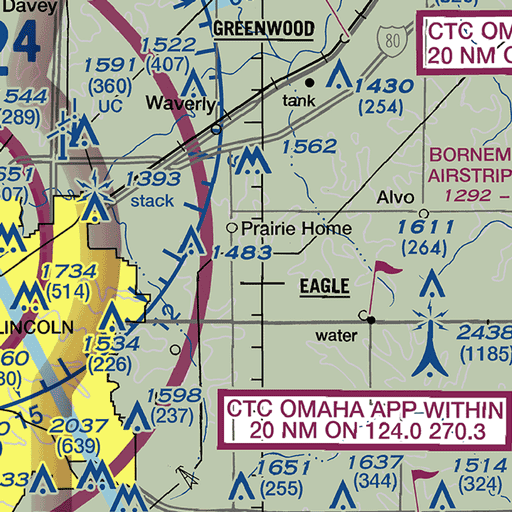 Davey
GREENWOOD
80
CTC OM
20 NM O
24
1522
(407)
1591
(360)
UC
Waverly
tank
1430
(254)
544
(289)
1562
BORNEM
AIRSTRIP
1292 -
651
1393
stack
Alvo
1611
(264)
Prairie Home
1483
1734
(514)
EAGLE
12
LINCOLN
water
2438
(1185)
1534
(226)
60
1598
(237)
15
2037
(639)
CTC OMAHA APP WITHIN
20 NM ON 124.0 270.3
33
1651
(255)
1637
(344)
1514
(324)